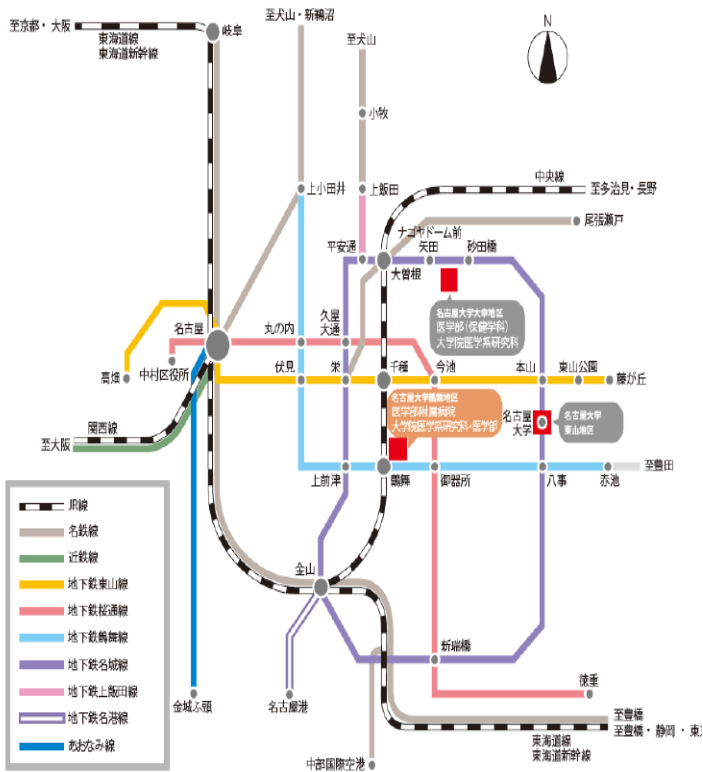 至京都・大阪
東海道線
東海道新幹線
岐阜
至犬山・新鵜沼
至犬山
N
小牧
上小田井
上飯田
中央線
至多治見・長野
尾張瀬戸
ナゴヤドーム前
矢田
砂田橋
平安通
大曽根
名古屋大学大幸地区
医学部(保健学科)
大学院医学系研究科
名古屋
丸の内
久屋
大通
高畑
中村区役所
伏見
栄
千種
今池
本山
東山公園
藤が丘
名古屋大学鶴舞地区
医学部附属病院
大学院医学系研究科・医学部
名古屋
大学
名古屋大学
東山地区
関西線
至大阪
上前津
鶴舞
御器所
八事
赤池
至豊田
JR線
名鉄線
近鉄線
地下鉄東山線
地下鉄桜通線
地下鉄鶴舞線
地下鉄名城線
地下鉄上飯田線
地下鉄名港線
あおなみ線
金山
新瑞橋
徳重
金城ふ頭
名古屋港
中部国際空港
至豊橋
至豊橋・静岡・東
東海道線
東海道新幹線